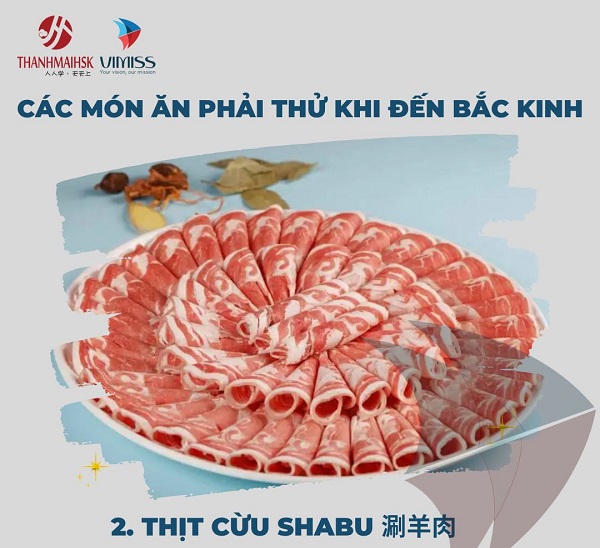 THANHMAIHSK
人人学 · 天天上
VIMISS
Your vision, our mission
CÁC MÓN ĂN PHẢI THỬ KHI ĐẾN BẮC KINH
2. THỊT CỪU SHABU 涮羊肉